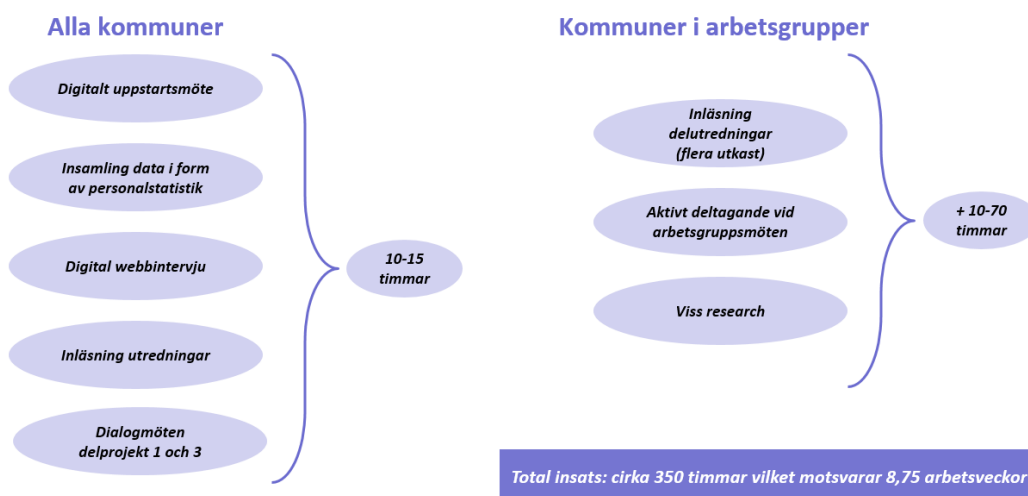 Alla kommuner
Digitalt uppstartsmöte
Insamling data i form
av personalstatistik
Digital webbintervju
Inläsning utredningar
Dialogmöten
delprojekt 1 och 3
10-15
timmar
Kommuner i arbetsgrupper
Inläsning
delutredningar
(flera utkast)
Aktivt deltagande vid
arbetsgruppsmöten
Viss research
+ 10-70
timmar
Total insats: cirka 350 timmar vilket motsvarar 8,75 arbetsveckor